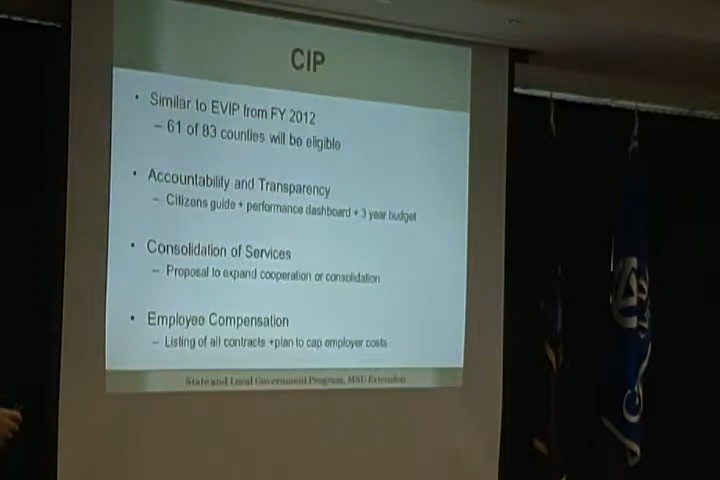 CIP
• Similar to EVIP from FY 2012
– 61 of 83 counties will be eligible
• Accountability and Transparency
– Citizens guide + performance dashboard + 3 year budget
• Consolidation of Services
– Proposal to expand cooperation or consolidation
• Employee Compensation
– Listing of all contracts +plan to cap employer costs
State and Local Government Program, MSU Extension